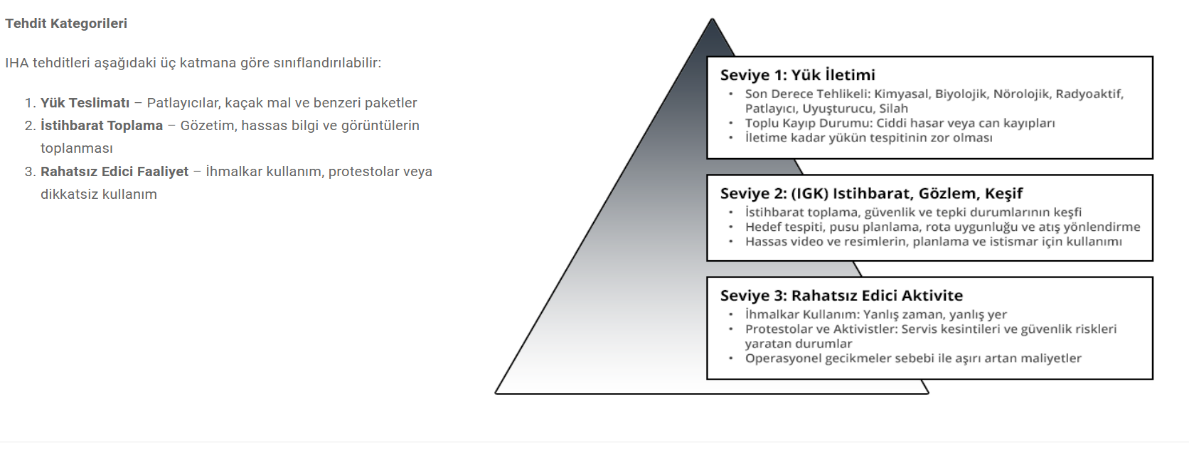 Tehdit Kategorileri
IHA tehditleri aşağıdaki üç katmana göre sınıflandırılabilir:
1. Yük Teslimatı – Patlayıcılar, kaçak mal ve benzeri paketler
2. İstihbarat Toplama – Gözetim, hassas bilgi ve görüntülerin
toplanması
3. Rahatsız Edici Faaliyet – İhmalkar kullanım, protestolar veya
dikkatsiz kullanım
Seviye 1: Yük İletimi
• Son Derece Tehlikeli: Kimyasal, Biyolojik, Nörolojik, Radyoaktif,
Patlayıcı, Uyuşturucu, Silah
• Toplu Kayıp Durumu: Ciddi hasar veya can kayıpları
• İletime kadar yükün tespitinin zor olması
Seviye 2: (IGK) Istihbarat, Gözlem, Keşif
• İstihbarat toplama, güvenlik ve tepki durumlarının keşfi
• Hedef tespiti, pusu planlama, rota uygunluğu ve atış yönlendirme
• Hassas video ve resimlerin, planlama ve istismar için kullanımı
Seviye 3: Rahatsız Edici Aktivite
• İhmalkar Kullanım: Yanlış zaman, yanlış yer
• Protestolar ve Aktivistler: Servis kesintileri ve güvenlik riskleri
yaratan durumlar
• Operasyonel gecikmeler sebebi ile aşırı artan maliyetler